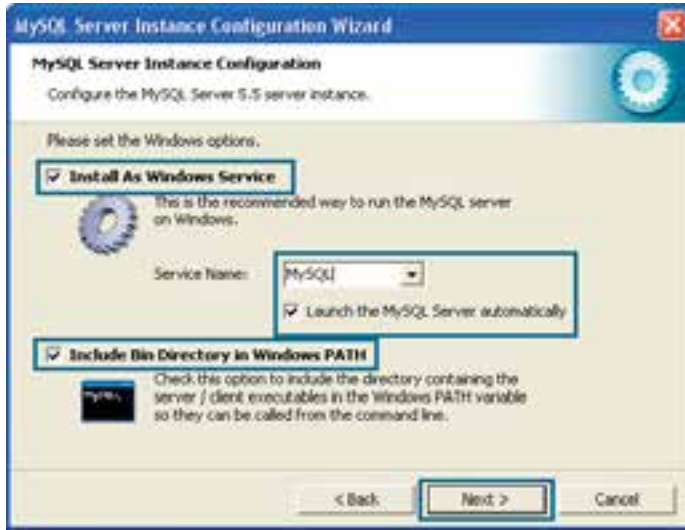 MySQL Server Instance Configuration Wizard
MySQL Server Instance Configuration
Configure the MySQL Server 5.5 server instance.
Please set the Windows options.
Install As Windows Service
This is the recommended way to run the MySQL server
on Windows.
Service Name:
MySQL
Launch the MySQL Server automatically
Include Bin Directory in Windows PATH
Check this option to include the directory containing the
server / client executables in the Windows PATH variable
so they can be called from the command line.
< Back
Next >
Cancel